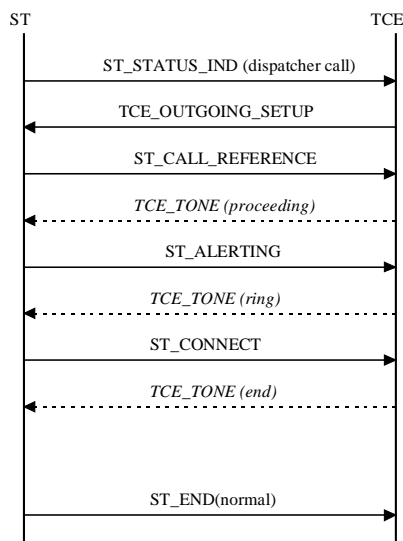 ST TCE
ST_STATUS_IND (dispatcher call)
TCE_OUTGOING_SETUP
ST_CALL_REFERENCE
TCE_TONE (proceeding)
ST_ALERTING
TCE_TONE (ring)
ST_CONNECT
TCE_TONE (end)
ST_END(normal)